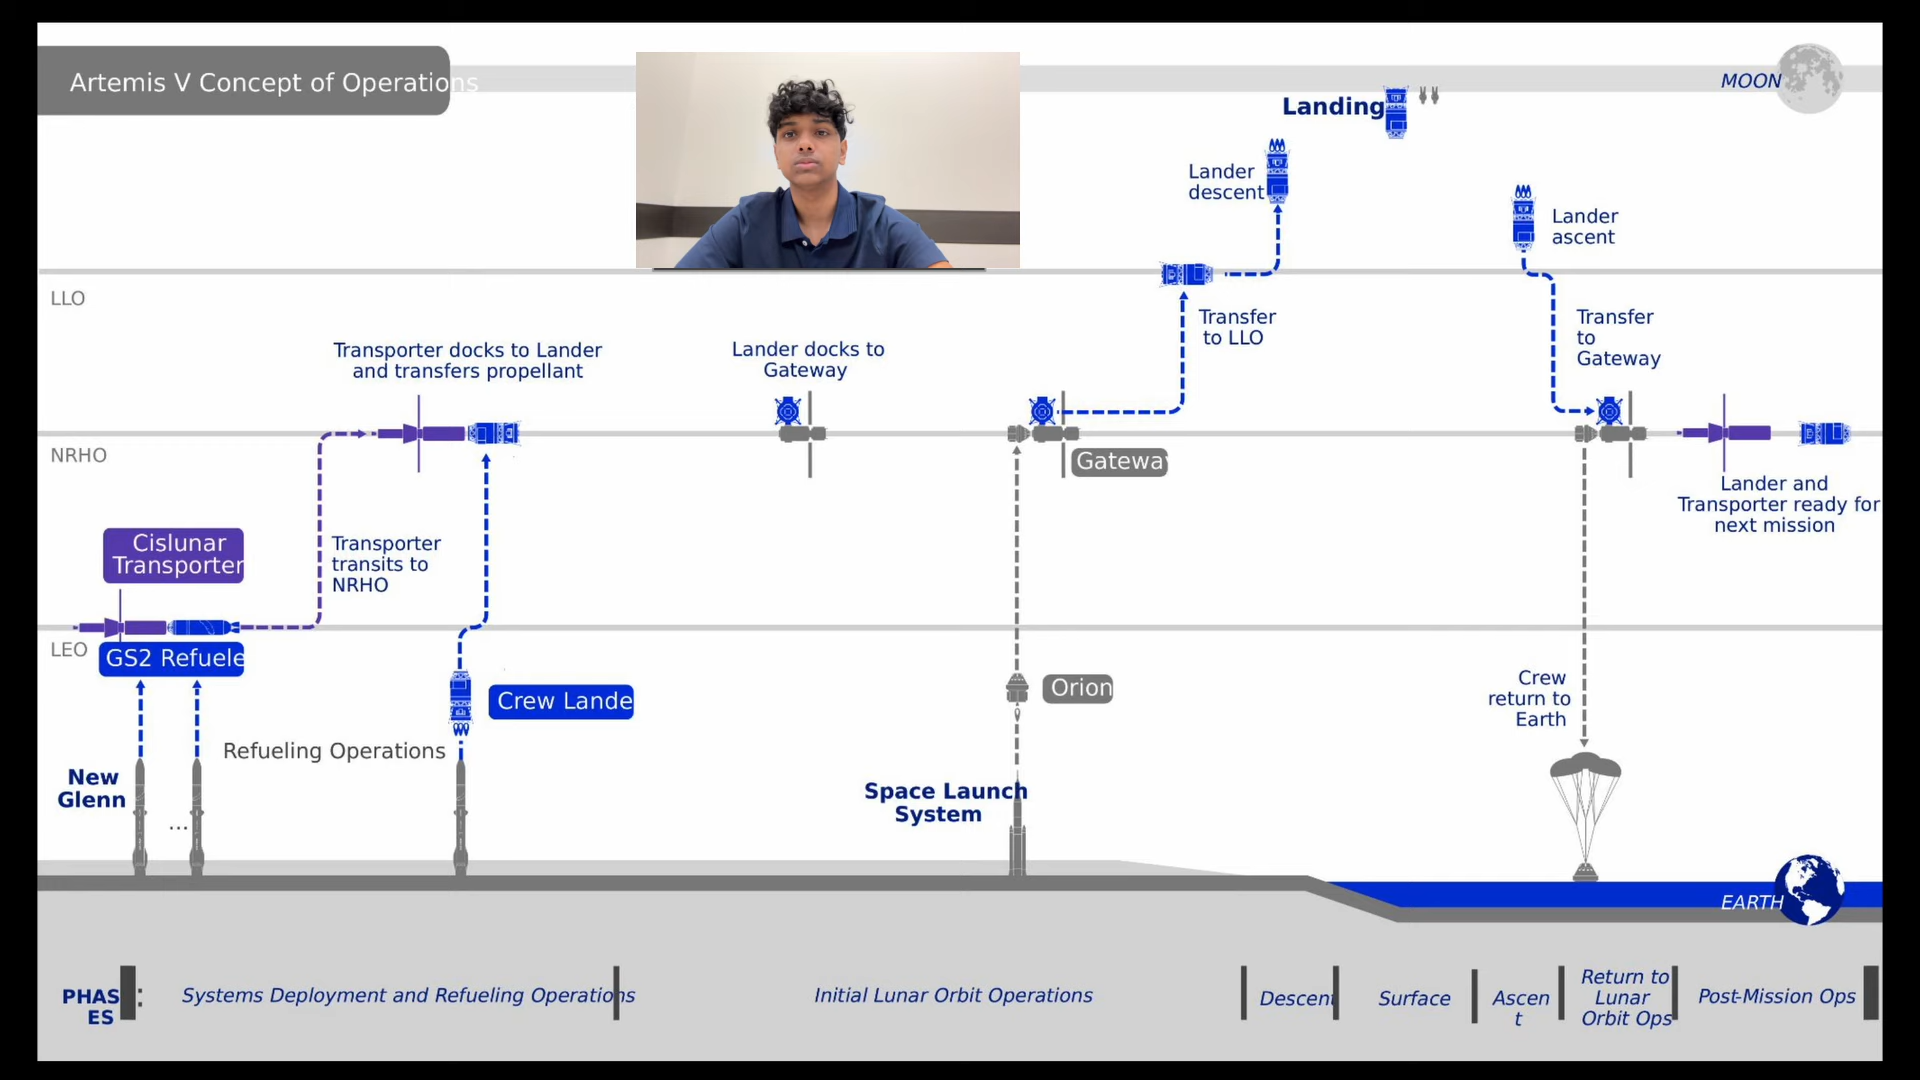 Artemis V Concept of Operations
MOON
Landing
Lander
descent
Lander
ascent
LLO
Transfer
to LLO
Transfer
to
Gateway
Transporter docks to Lander
and transfers propellant
Lander docks to
Gateway
NRHO
Gateway
Lander and
Transporter ready for
next mission
Cislunar
Transporter
Transporter
transits to
NRHO
LEO
GS2 Refuele
Crew Lande
Orion
Crew
return to
Earth
Refueling Operations
New
Glenn
...
Space Launch
System
EARTH
PHAS
ES
:
Systems Deployment and Refueling Operations
Initial Lunar Orbit Operations
Descent
Surface
Ascen
t
Return to
Lunar
Orbit Ops
Post-Mission Ops